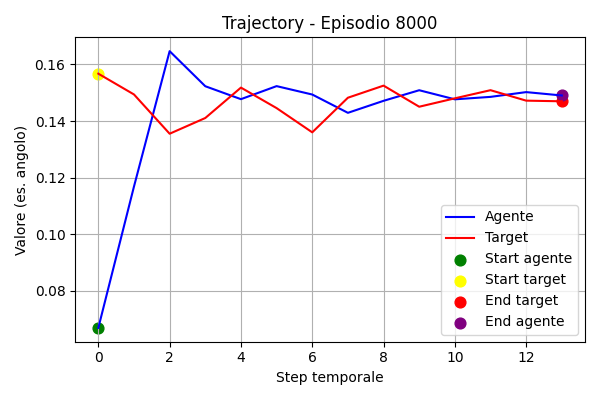 Trajectory - Episodio 8000
Valore (es. angolo)
0.16
0.14
0.12
0.10
0.08
0 2 4 6 8 10 12
Step temporale
Agente
Target
Start agente
Start target
End target
End agente